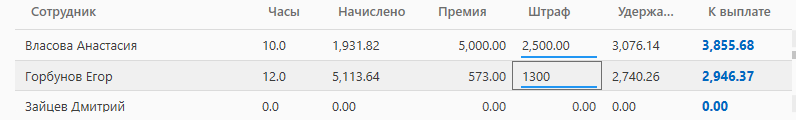 Сотрудник Часы Начислено Премия Штраф Удержа... К выплате
Власова Анастасия 10.0 1,931.82 5,000.00 2,500.00 3,076.14 3,855.68
Горбунов Егор 12.0 5,113.64 573.00 1300 2,740.26 2,946.37
Зайцев Дмитрий 0.0 0.00 0.00 0.00 0.00 0.00